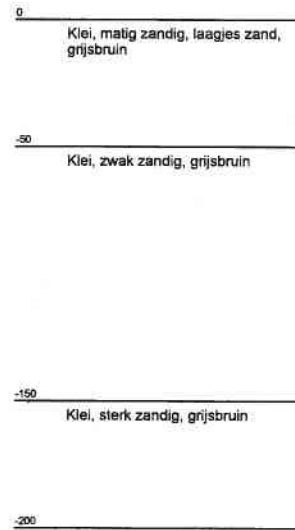 0
Klei, matig zandig, laagjes zand,
grijsbruin
-50
Klei, zwak zandig, grijsbruin
-150
Klei, sterk zandig, grijsbruin
-200